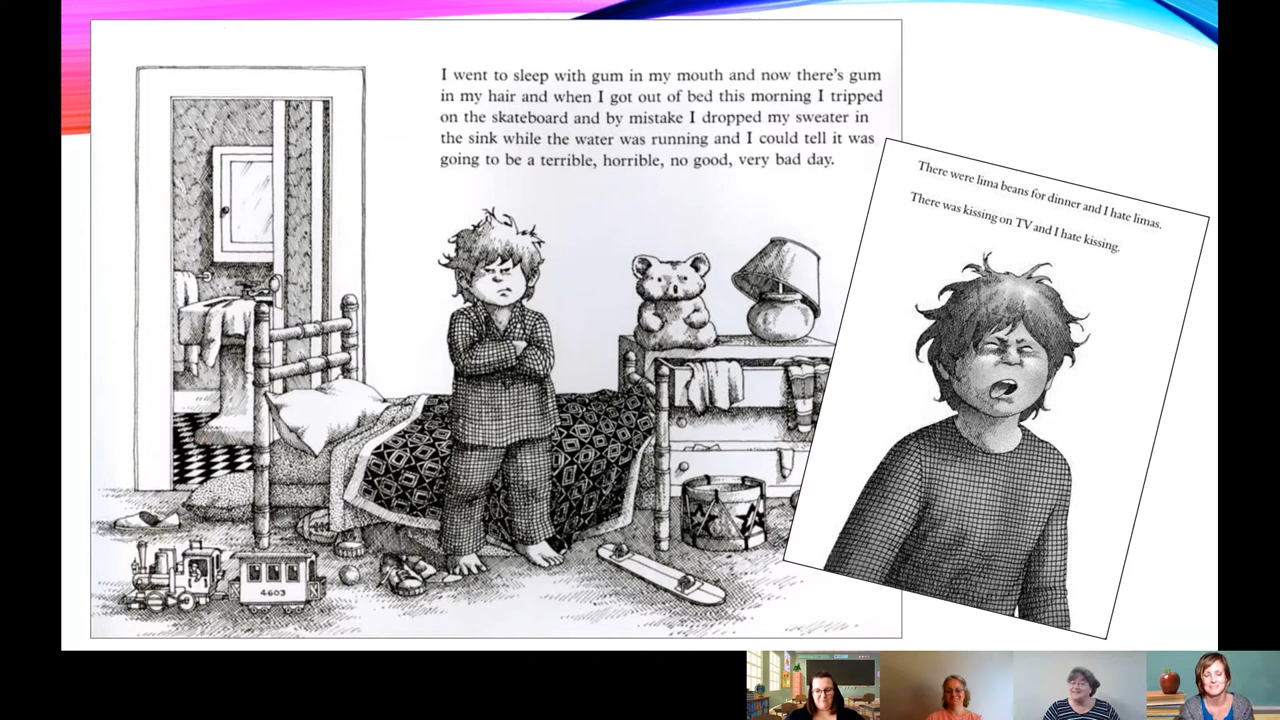 I went to sleep with gum in my mouth and now there's gum
in my hair and when I got out of bed this morning I tripped
on the skateboard and by mistake I dropped my sweater in
the sink while the water was running and I could tell it was
going to be a terrible, horrible, no good, very bad day.
There were lima beans for dinner and I hate limas.
There was kissing on TV and I hate kissing.
4603